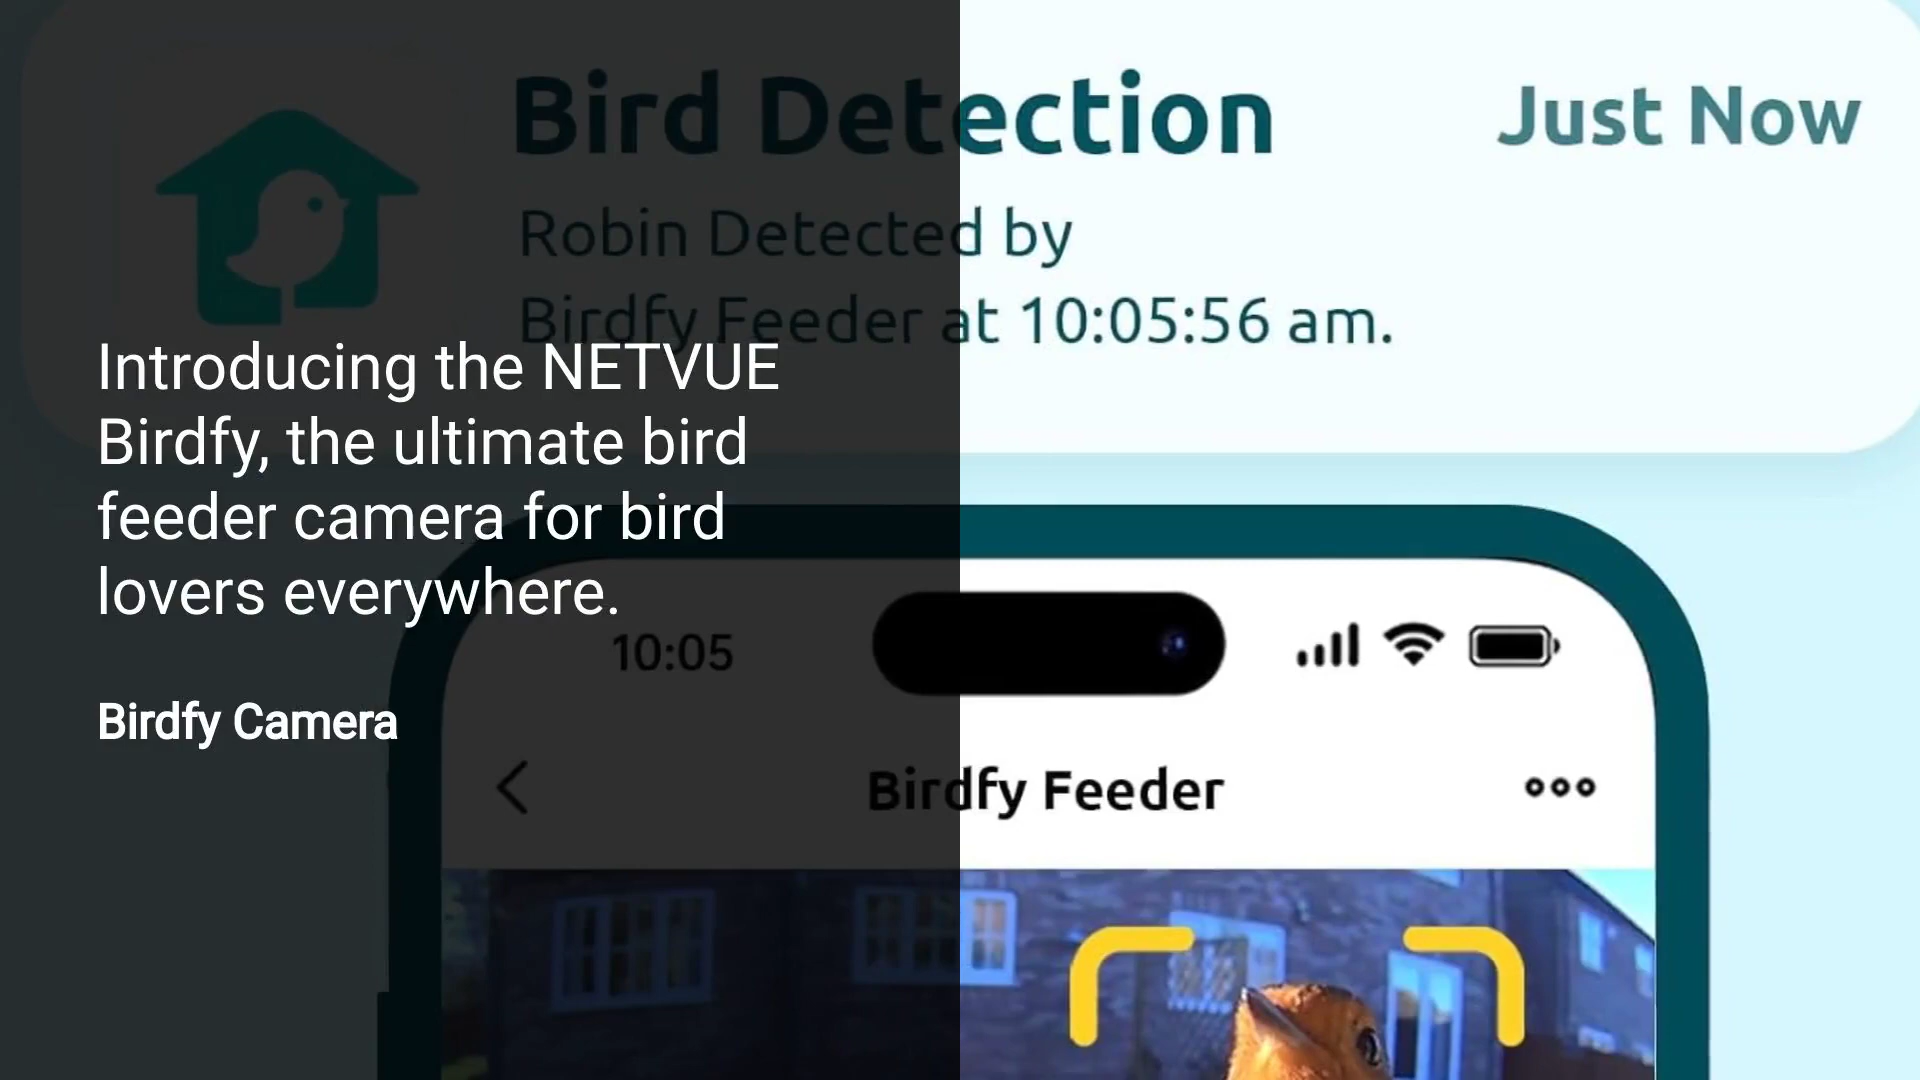 Bird Detection
Just Now
Robin Detected by
Birdfy Feeder at 10:05:56 am.
Introducing the NETVUE
Birdfy, the ultimate bird
feeder camera for bird
lovers everywhere.
Birdfy Camera
10:05
Birdfy Feeder